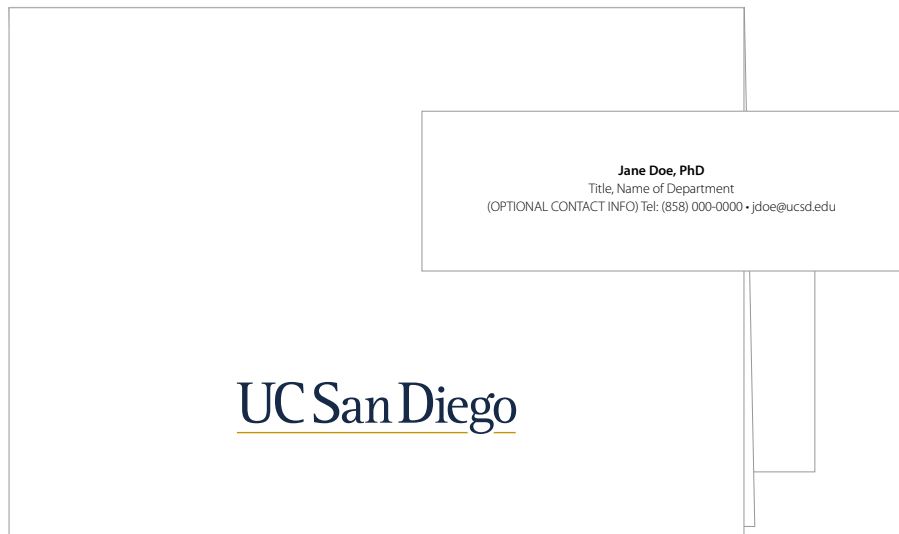 Jane Doe, PhD
Title, Name of Department
(OPTIONAL CONTACT INFO) Tel: (858) 000-0000 • jdoe@ucsd.edu
UC San Diego